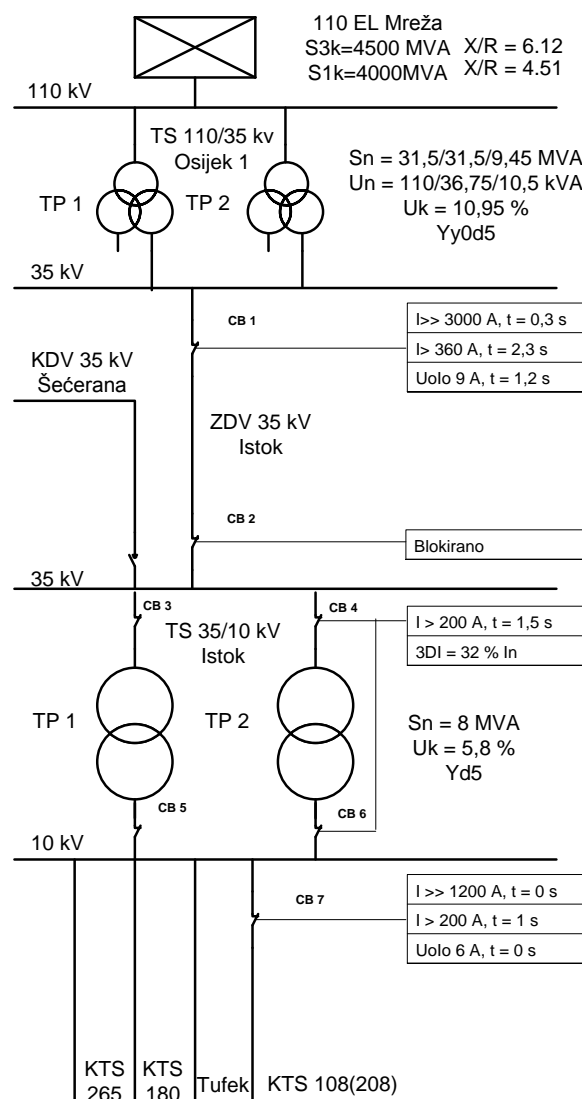 110 EL Mreža
S3k=4500 MVA X/R = 6.12
S1k=4000MVA X/R = 4.51
110 kV
TS 110/35 kv
Osijek 1
TP 1
TP 2
Sn = 31,5/31,5/9,45 MVA
Un = 110/36,75/10,5 kVA
Uk = 10,95 %
Yy0d5
35 kV
CB 1
I>> 3000 A, t = 0,3 s
I> 360 A, t = 2,3 s
Uolo 9 A, t = 1,2 s
KDV 35 kV
Šećerana
ZDV 35 kV
Istok
CB 2
Blokirano
35 kV
CB 3
CB 4
TS 35/10 kV
Istok
I > 200 A, t = 1,5 s
3DI = 32 % In
TP 1
TP 2
Sn = 8 MVA
Uk = 5,8 %
Yd5
CB 5
CB 6
10 kV
CB 7
I >> 1200 A, t = 0 s
I > 200 A, t = 1 s
Uolo 6 A, t = 0 s
KTS
265
KTS
180
Tufek
KTS 108(208)